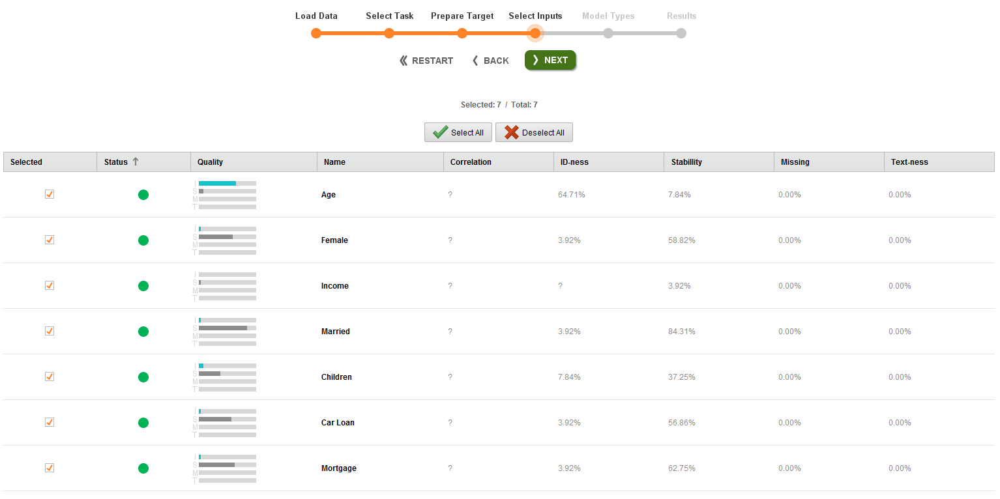 Load Data Select Task Prepare Target Select Inputs Model Types Results
RESTART BACK NEXT
Selected: 7 / Total: 7
Select All Deselect All
Selected Status Quality Name Correlation ID-ness Stability Missing Text-ness
I
S
M
T
Age ? 64.71% 7.84% 0.00% 0.00%
I
S
M
T
Female ? 3.92% 58.82% 0.00% 0.00%
I
S
M
T
Income ? ? 3.92% 0.00% 0.00%
I
S
M
T
Married ? 3.92% 84.31% 0.00% 0.00%
I
S
M
T
Children ? 7.84% 37.25% 0.00% 0.00%
I
S
M
T
Car Loan ? 3.92% 56.86% 0.00% 0.00%
I
S
M
T
Mortgage ? 3.92% 62.75% 0.00% 0.00%